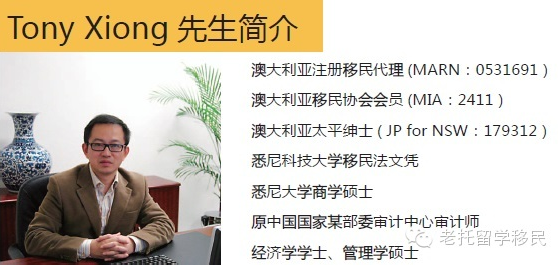 Tony Xiong 先生简介
澳大利亚注册移民代理 (MARN：0531691）
澳大利亚移民协会会员 (MIA：2411 )
澳大利亚太平绅士 ( JP for NSW：179312 )
悉尼科技大学移民法文凭
悉尼大学商学硕士
原中国国家某部委审计中心审计师
经济学学士、管理学硕士
老托留学移民